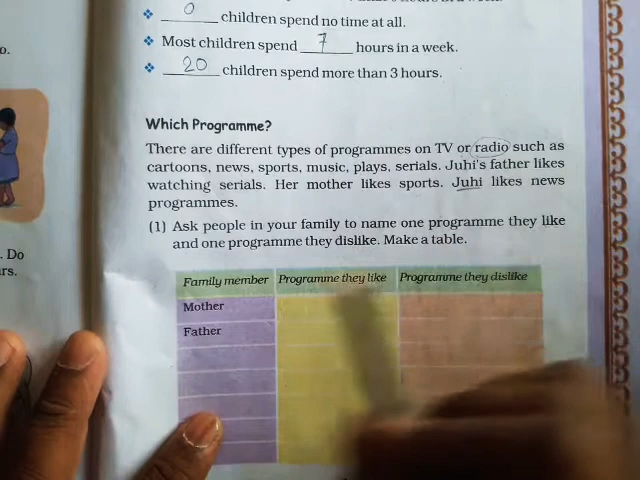 0 children spend no time at all.
❖ Most children spend 7 hours in a week.
❖ 20 children spend more than 3 hours.
o.
Which Programme?
There are different types of programmes on TV or radio such as
cartoons, news, sports, music, plays, serials. Juhi's father likes
watching serials. Her mother likes sports. Juhi likes news
programmes.
(1) Ask people in your family to name one programme they like
and one programme they dislike. Make a table.
. Do
rs.
Family member Programme they like Programme they dislike
Mother
Father